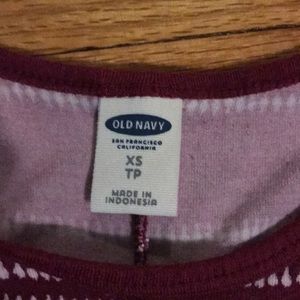 OLD NAVY
SAN FRANCISCO
CALIFORNIA
XS
TP
MADE IN
INDONESIA